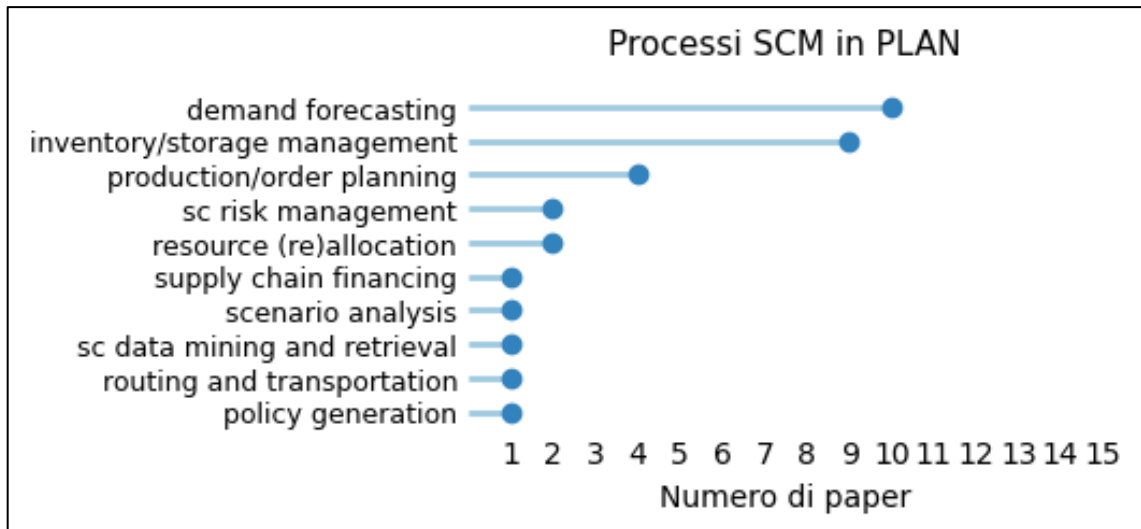 Processi SCM in PLAN
demand forecasting
inventory/storage management
production/order planning
sc risk management
resource (re)allocation
supply chain financing
scenario analysis
sc data mining and retrieval
routing and transportation
policy generation
1 2 3 4 5 6 7 8 9 10 11 12 13 14 15
Numero di paper